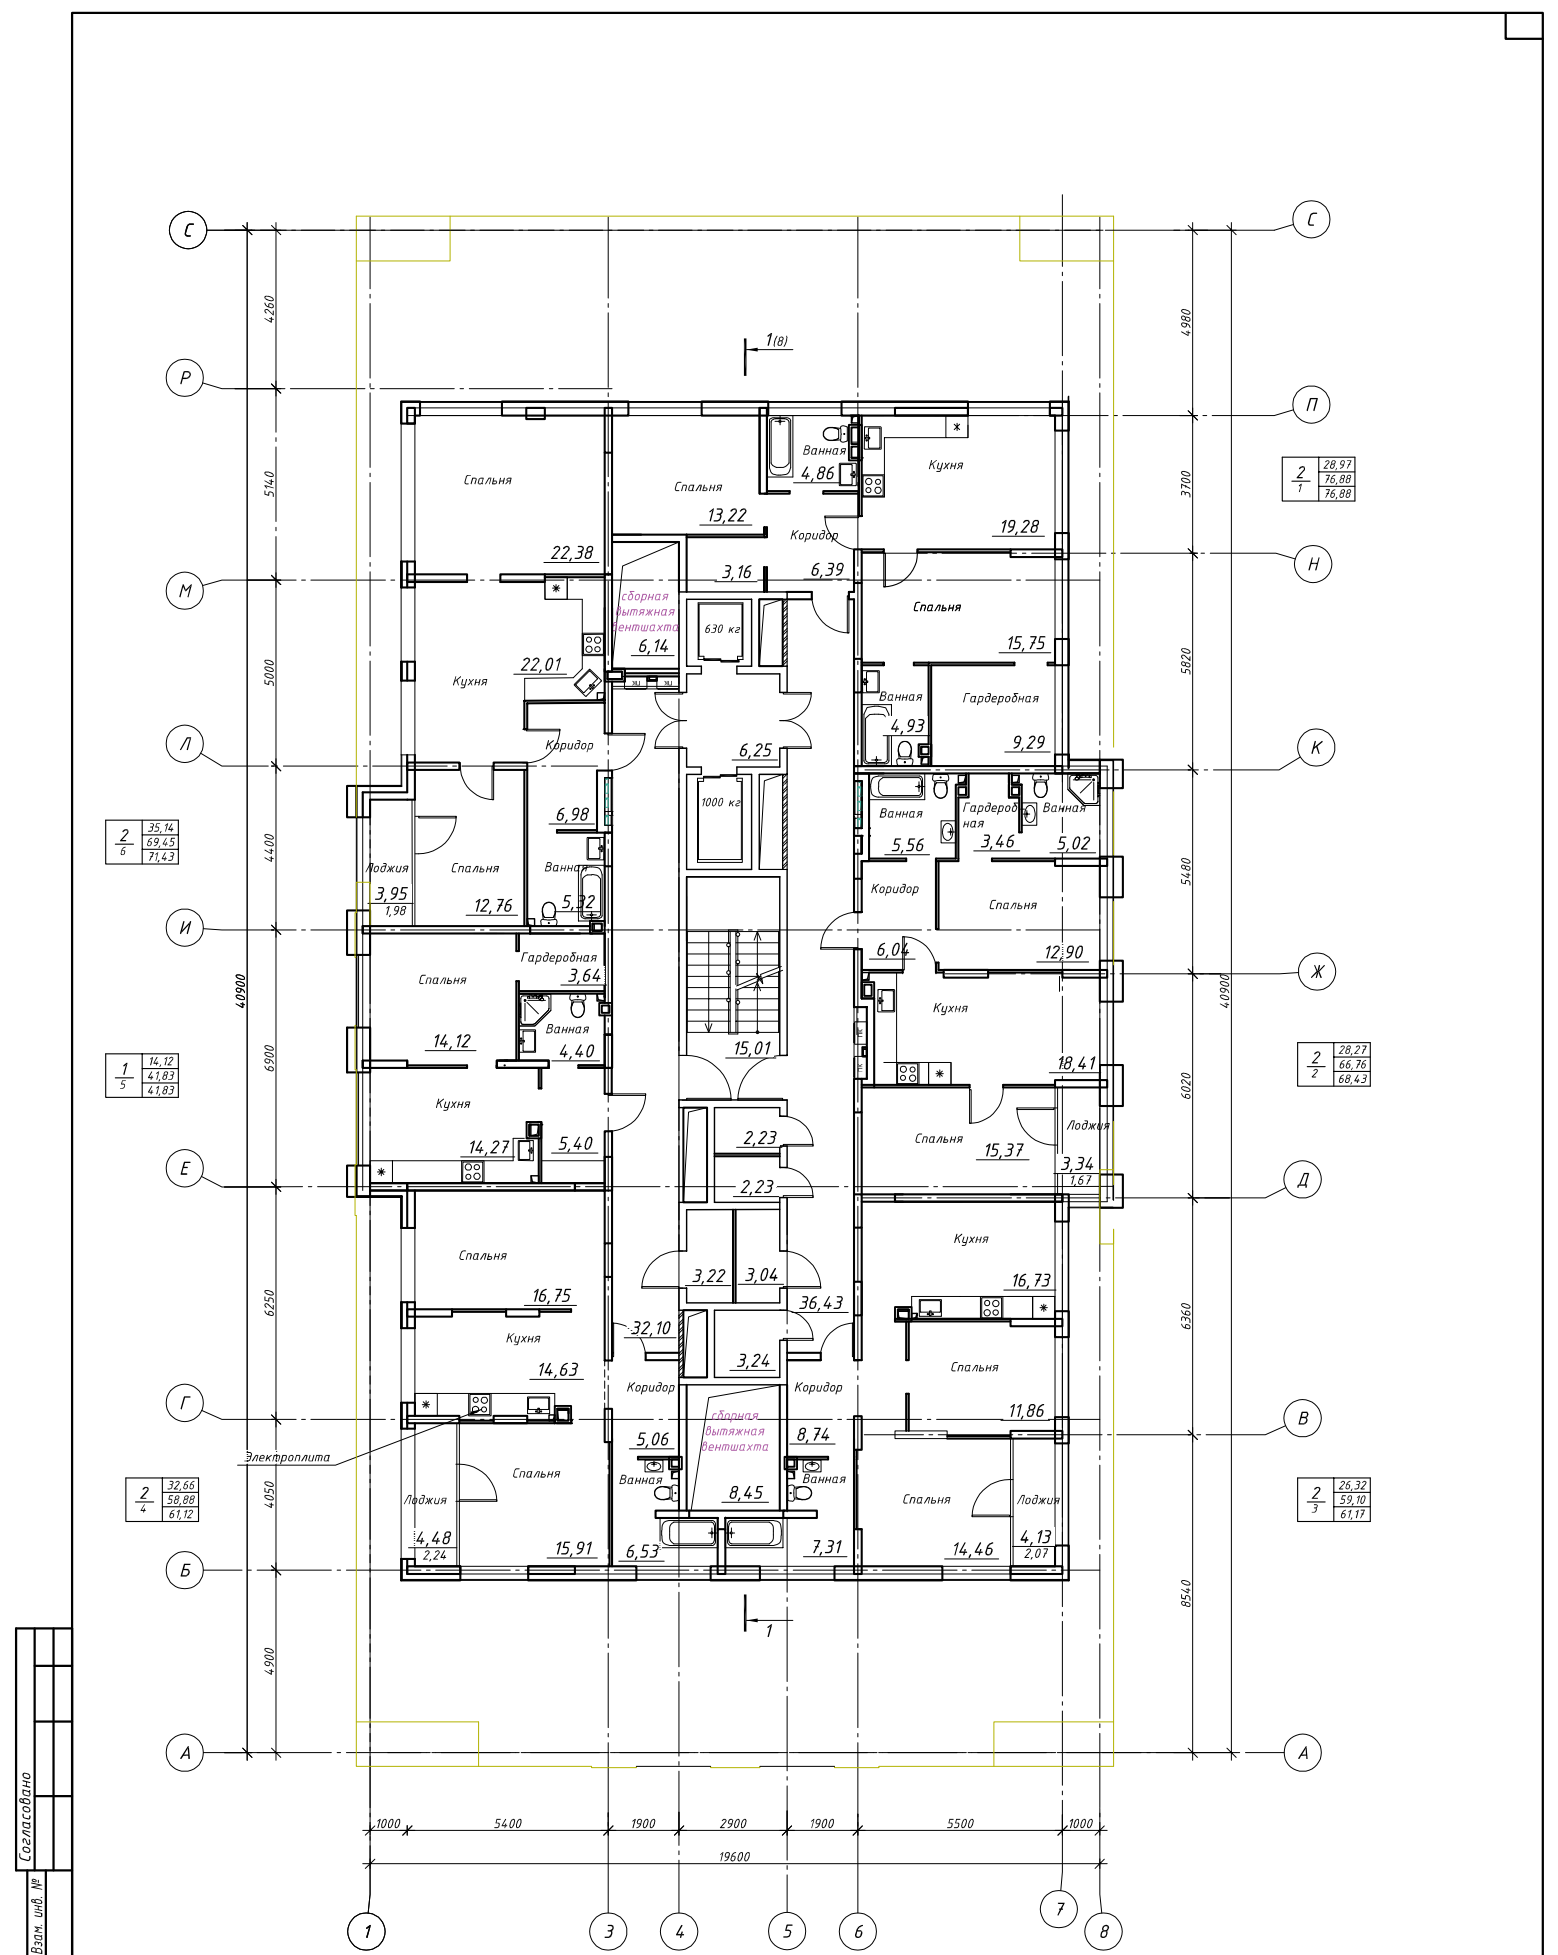 С
С
4260
4980
1(8)
Р
П
Ванная
4,86
Кухня
Спальня
Спальня
2
1
28,97
76,88
76,88
5140
3700
13,22
19,28
Коридор
22,38
3,16
6,39
М
Н
сборная
вытяжная
вентшахта
630 кг
Спальня
6,14
15,75
22,01
Кухня
5000
5820
ПК
ПК
Ванная
4,93
Гардеробная
Коридор
6,25
9,29
Л
К
1000 кг
6,98
Ванная
5,56
Гардероб-
ная
3,46
Ванная
5,02
2
6
35,14
69,45
71,43
4400
5480
Лоджия
3,95
1,98
Спальня
12,76
Ванная
5,32
Коридор
Спальня
И
6,04
12,90
Гардеробная
3,64
Ж
Спальня
40900
40900
Кухня
14,12
Ванная
4,40
15,01
ПК
ПК
18,41
1
5
14,12
41,83
41,83
2
2
28,27
66,76
68,43
6900
6020
Кухня
14,27
5,40
2,23
Спальня
15,37
Лоджия
3,34
1,67
Е
2,23
Д
Спальня
16,75
3,22
3,04
Кухня
16,73
6250
6360
36,43
32,10
Кухня
14,63
3,24
Спальня
Коридор
Коридор
11,86
Г
В
сборная
вытяжная
вентшахта
5,06
8,74
Электроплита
Спальня
Ванная
Ванная
Лоджия
Спальня
Лоджия
8,45
2
4
32,66
58,88
61,12
4050
2
3
26,32
59,10
61,17
4,48
2,24
15,91
6,53
7,31
14,46
4,13
2,07
Б
8540
1
4900
А
А
1000
5400
1900
2900
1900
5500
1000
19600
1
3
4
5
6
7
8
Согласовано
Взам. инв. №